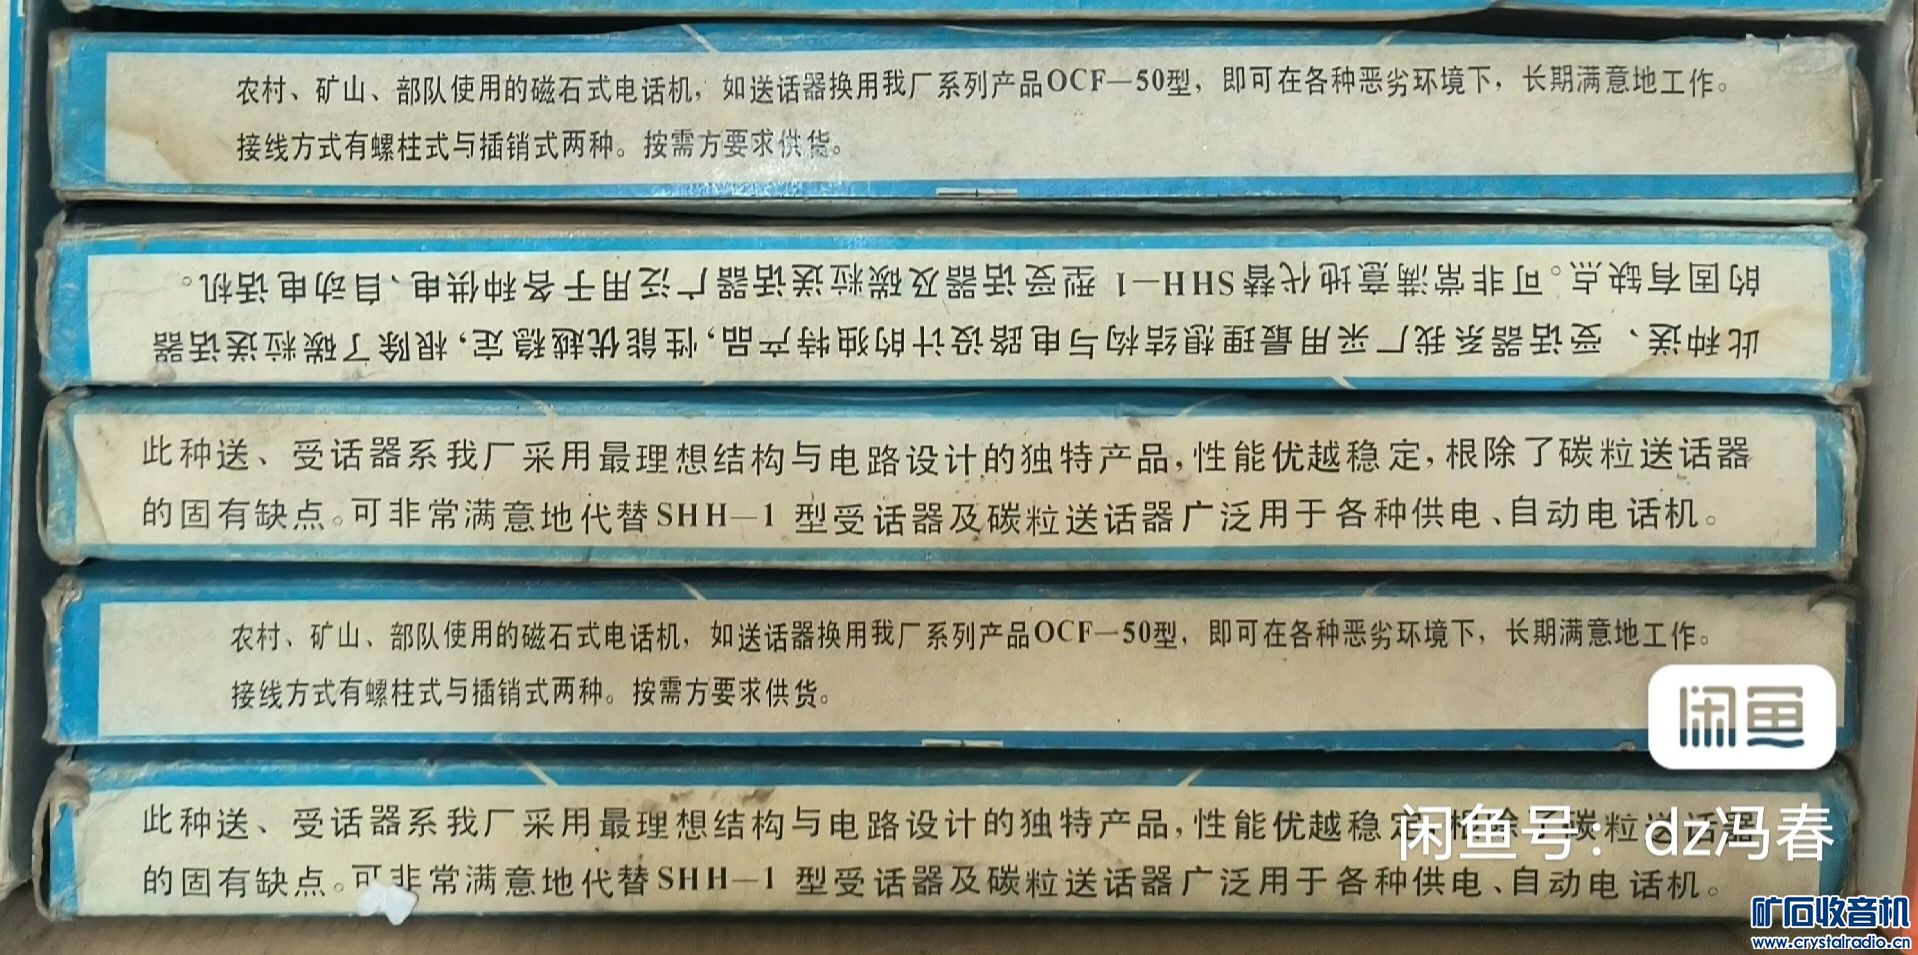 农村、矿山、部队使用的磁石式电话机，如送话器换用我厂系列产品OCF—50型，即可在各种恶劣环境下，长期满意地工作。
接线方式有螺柱式与插销式两种。按需方要求供货。
此种送、受话器系我厂采用最理想结构与电路设计的独特产品，性能优越稳定，根除了碳粒送话器
的固有缺点。可非常满意地代替SHH—1 型受话器及碳粒送话器广泛用于各种供电、自动电话机。
此种送、受话器系我厂采用最理想结构与电路设计的独特产品，性能优越稳定，根除了碳粒送话器
的固有缺点。可非常满意地代替SHH—1 型受话器及碳粒送话器广泛用于各种供电、自动电话机。
农村、矿山、部队使用的磁石式电话机，如送话器换用我厂系列产品OCF—50型，即可在各种恶劣环境下，长期满意地工作。
接线方式有螺柱式与插销式两种。按需方要求供货。
闲鱼
此种送、受话器系我厂采用最理想结构与电路设计的独特产品，性能优越稳定，根除了碳粒送话器
闲鱼号：dz冯春
的固有缺点。可非常满意地代替SHH—1 型受话器及碳粒送话器广泛用于各种供电、自动电话机。
矿石收音机
www.crystalradio.cn